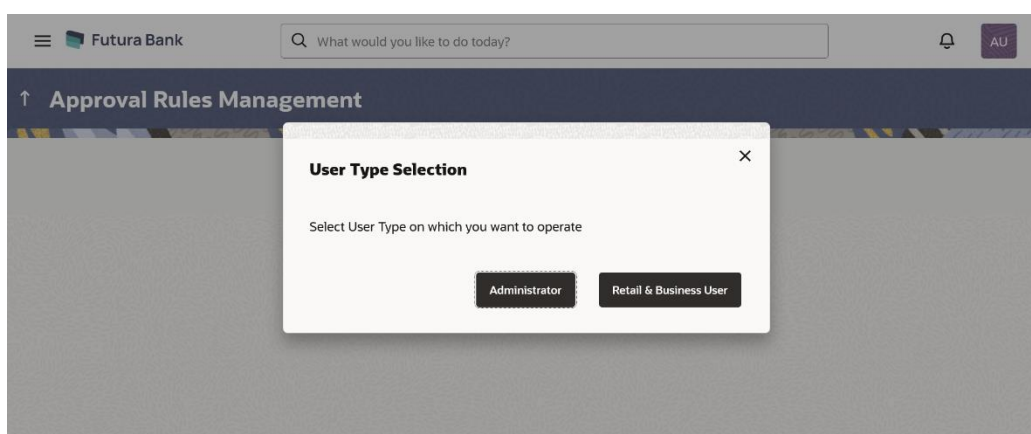 Futura Bank
What would you like to do today?
AU
↑ Approval Rules Management
User Type Selection
Select User Type on which you want to operate
Administrator
Retail & Business User